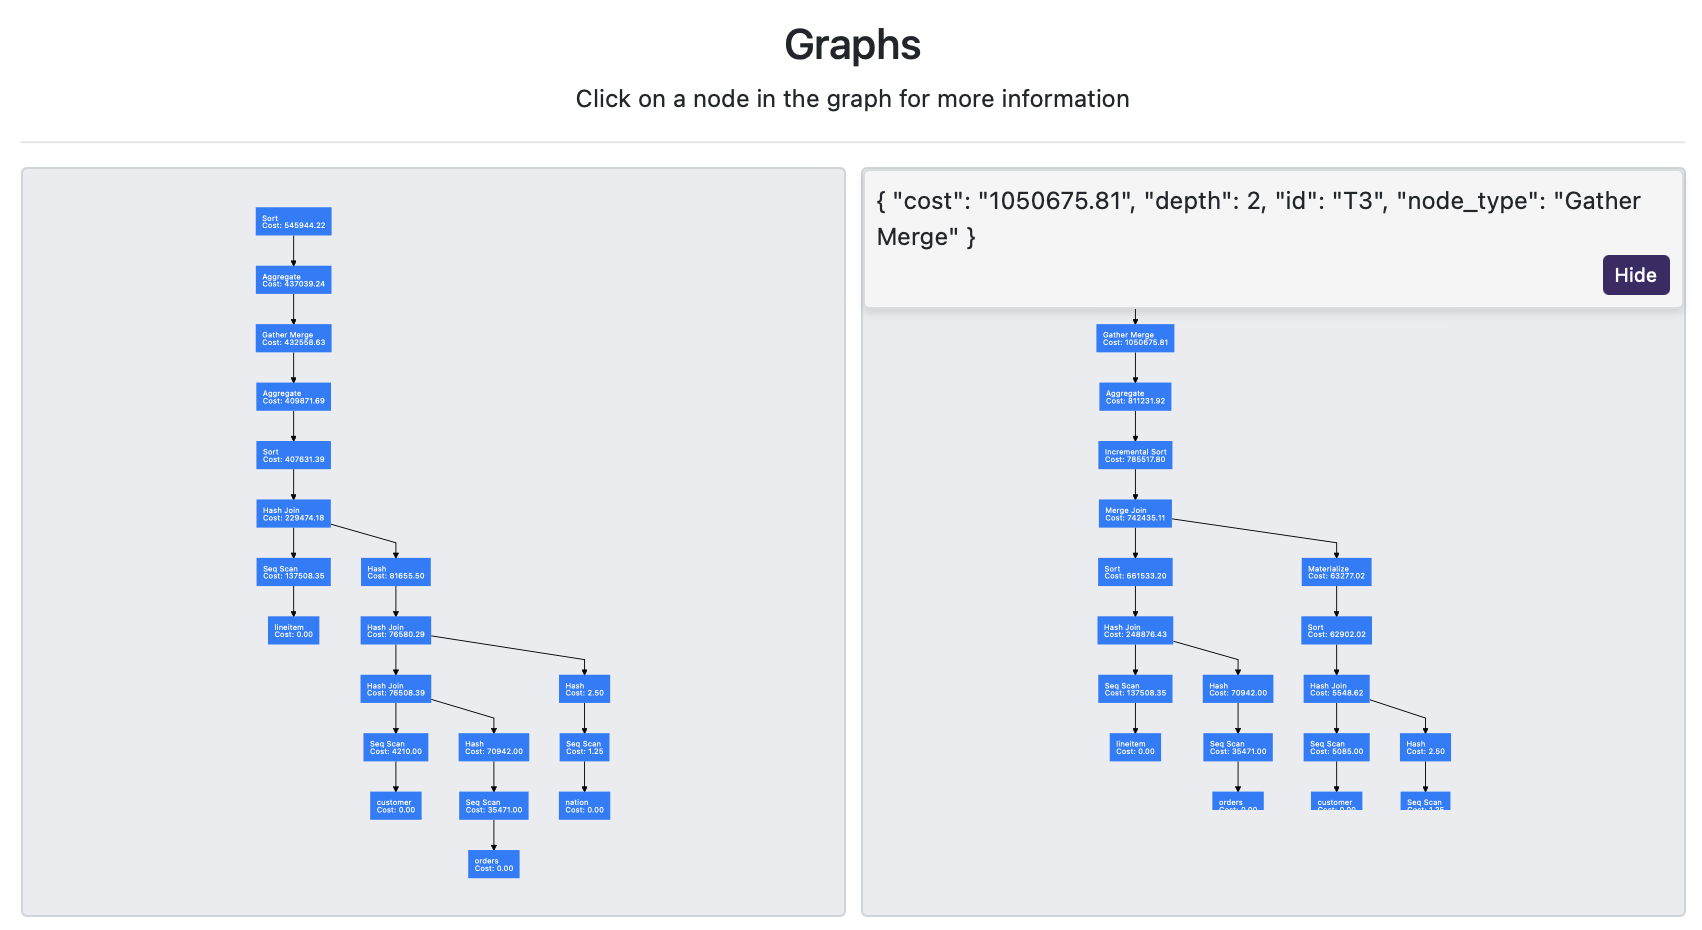 Graphs
Click on a node in the graph for more information
Sort
Cost: 545944.22
Aggregate
Cost: 437039.24
Gather Merge
Cost: 432558.63
Aggregate
Cost: 409871.69
Sort
Cost: 407631.39
Hash Join
Cost: 229474.18
Seq Scan
Cost: 137508.35
Hash
Cost: 81655.50
lineitem
Cost: 0.00
Hash Join
Cost: 76580.29
Hash Join
Cost: 76508.39
Hash
Cost: 2.50
Seq Scan
Cost: 4210.00
Hash
Cost: 70942.00
Seq Scan
Cost: 1.25
customer
Cost: 0.00
Seq Scan
Cost: 35471.00
nation
Cost: 0.00
orders
Cost: 0.00
{ "cost": "1050675.81", "depth": 2, "id": "T3", "node_type": "Gather
Merge" }
Hide
Gather Merge
Cost: 1050675.81
Aggregate
Cost: 811231.92
Incremental Sort
Cost: 785517.80
Merge Join
Cost: 742435.11
Sort
Cost: 661533.20
Materialize
Cost: 63277.02
Hash Join
Cost: 248876.43
Sort
Cost: 62902.02
Seq Scan
Cost: 137508.35
Hash
Cost: 70942.00
Hash Join
Cost: 5548.62
lineitem
Cost: 0.00
Seq Scan
Cost: 35471.00
Seq Scan
Cost: 5085.00
Hash
Cost: 2.50
orders
Cost: 0.00
customer
Cost: 0.00
Seq Scan
Cost: 1.25